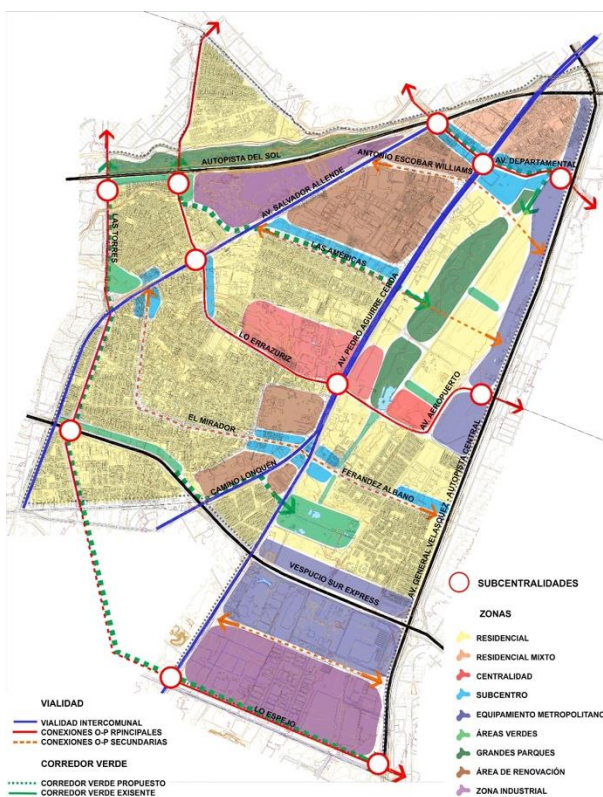 AUTOPISTA DEL SOL
ANTONIO ESCOBAR WILLIAMS
AV. DEPARTAMENTAL
AV. SALVADOR ALLENDE
LAS TORRES
LAS AMÉRICAS
AV. PEDRO AGUIRRE CERDA
LO ERRAZURIZ
AV. AEROPUERTO
EL MIRADOR
CAMINO LONQUEN
FERANDEZ ALBANO
AV. GENERAL VELASQUEZ - AUTOPISTA CENTRAL
VESPUCIO SUR EXPRESS
LO ESPEJO
SUBCENTRALIDADES
ZONAS
RESIDENCIAL
RESIDENCIAL MIXTO
CENTRALIDAD
SUBCENTRO
EQUIPAMIENTO METROPOLITANO
ÁREAS VERDES
GRANDES PARQUES
ÁREA DE RENOVACIÓN
ZONA INDUSTRIAL
VIALIDAD
VIALIDAD INTERCOMUNAL
CONEXIONES O-P RPINCIPALES
CONEXIONES O-P SECUNDARIAS
CORREDOR VERDE
CORREDOR VERDE PROPUESTO
CORREDOR VERDE EXISENTE